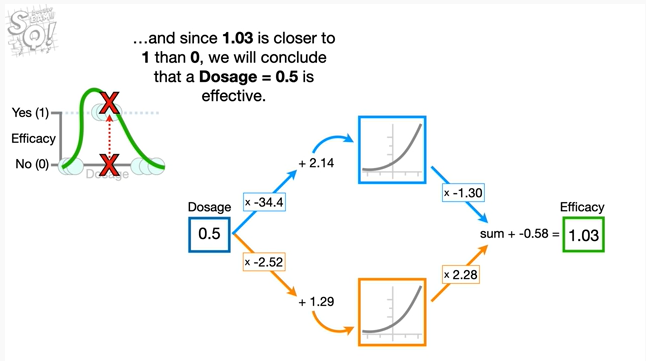 …and since 1.03 is closer to
1 than 0, we will conclude
that a Dosage = 0.5 is
effective.
Yes (1)
Efficacy
No (0)
Dosage
+ 2.14
x -34.4
x -1.30
Dosage
0.5
Efficacy
sum + -0.58 =
1.03
x -2.52
x 2.28
+ 1.29